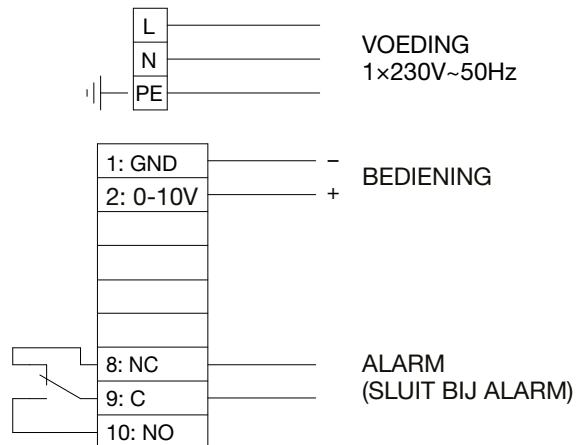 L
N
PE
VOEDING
1×230V~50Hz
1: GND
–
2: 0-10V
+
BEDIENING
8: NC
9: C
10: NO
ALARM
(SLUIT BIJ ALARM)